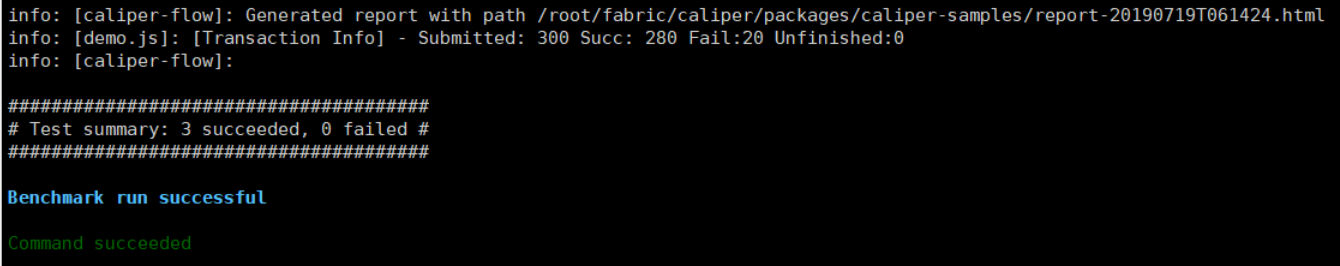 info: [caliper-flow]: Generated report with path /root/fabric/caliper/packages/caliper-samples/report-20190719T061424.html
info: [demo.js]: [Transaction Info] - Submitted: 300 Succ: 280 Fail:20 Unfinished:0
info: [caliper-flow]:
#######################################
# Test summary: 3 succeeded, 0 failed #
#######################################
Benchmark run successful
Command succeeded